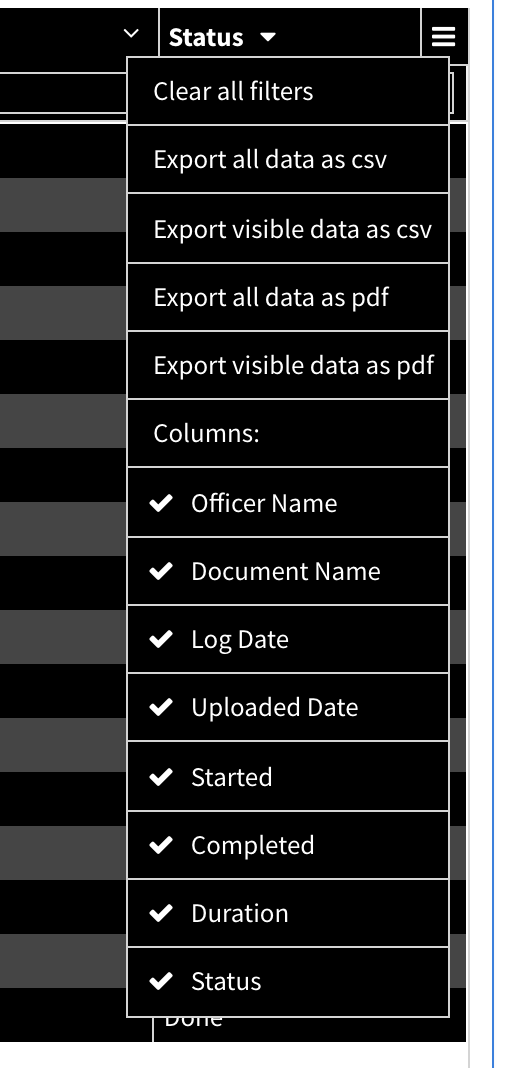 Status
Clear all filters
Export all data as csv
Export visible data as csv
Export all data as pdf
Export visible data as pdf
Columns:
Officer Name
Document Name
Log Date
Uploaded Date
Started
Completed
Duration
Status
Done